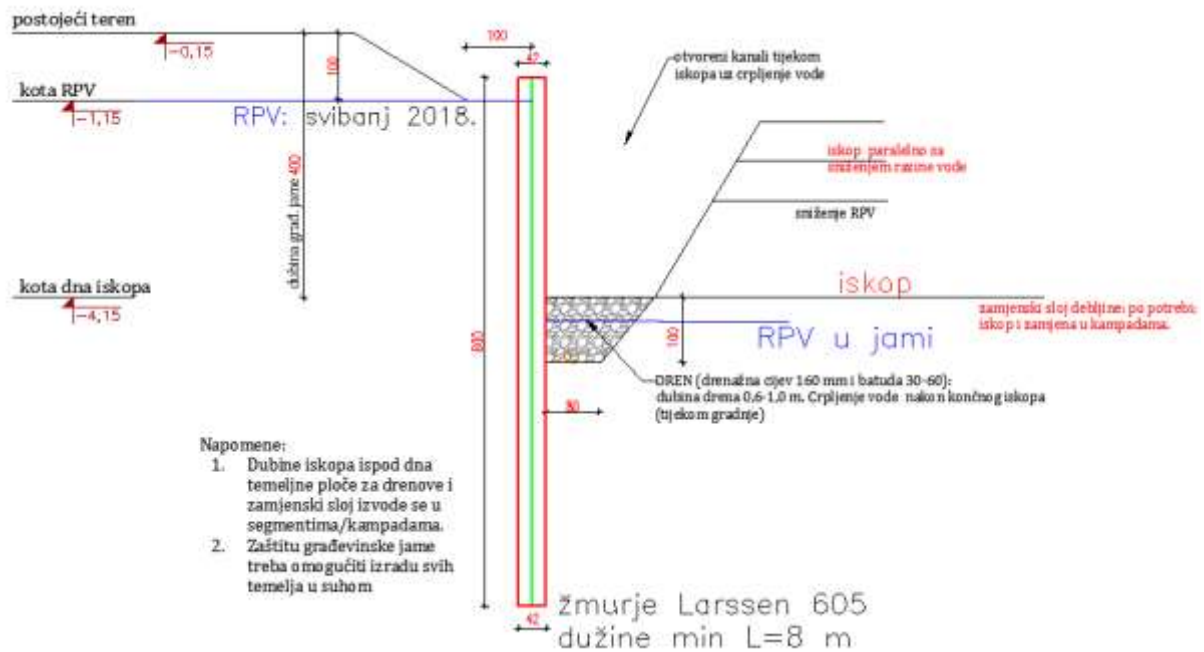 postojeći teren
-0,15
100
kota RPV
-1,15
RPV: svibanj 2018.
dubina građ. jame 400
kota dna iskopa
-4,15
190
42
800
otvoreni kanali tijekom
iskopa uz crpljenje vode
iskop paralelno sa
sniženjem razine vode
sniženje RPV
iskop
zamjenski sloj debljine: po potrebi;
iskop i zamjena u kampadama.
RPV u jami
100
DREN (drenažna cijev 160 mm i batuda 30-60):
dubina drena 0,6-1,0 m. Crpljenje vode nakon končnog iskopa
(tijekom gradnje)
80
Napomene:
1. Dubine iskopa ispod dna
temeljne ploče za drenove i
zamjenski sloj izvode se u
segmentima/kampadama.
2. Zaštitu građevinske jame
treba omogučiti izradu svih
temelja u suhom
42
žmurje Larssen 605
dužine min L=8 m